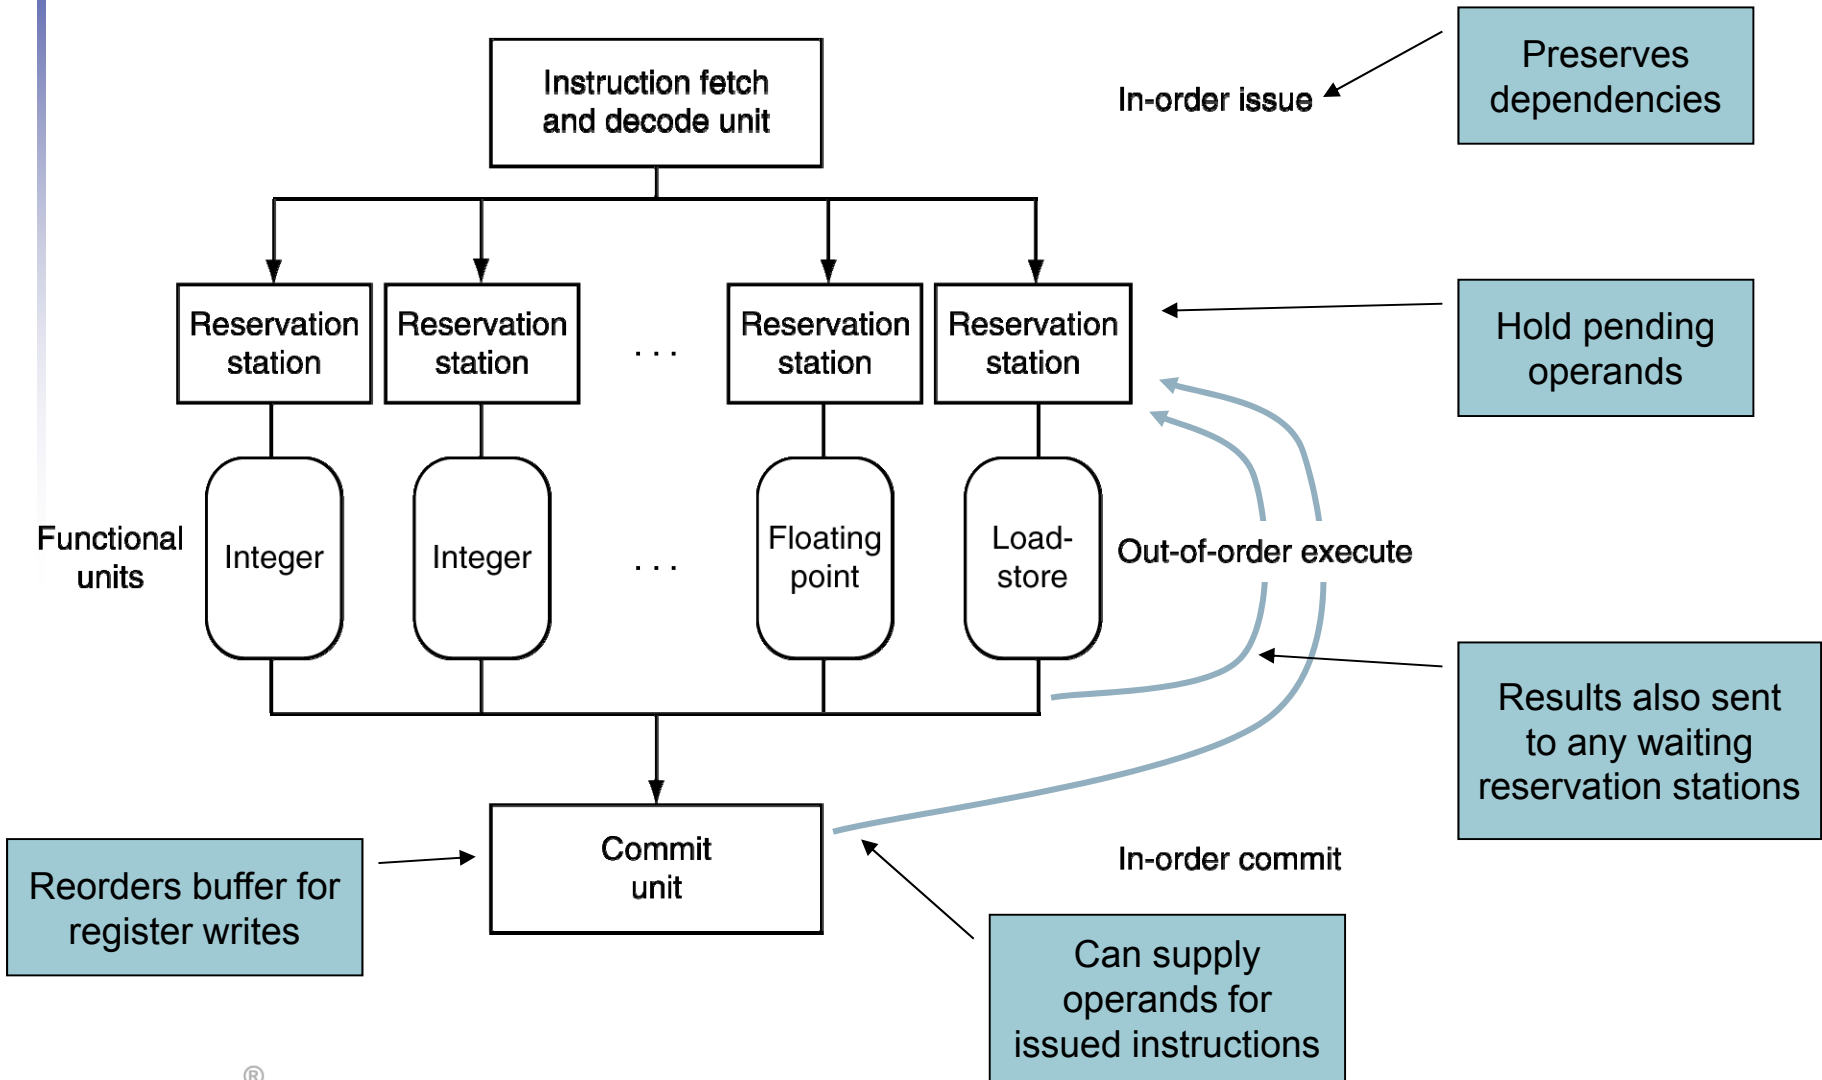 Instruction fetch
and decode unit
In-order issue
Preserves
dependencies
Reservation
station
Reservation
station
. . .
Reservation
station
Reservation
station
Hold pending
operands
Functional
units
Integer
Integer
. . .
Floating
point
Load-
store
Out-of-order execute
Results also sent
to any waiting
reservation stations
Commit
unit
In-order commit
Reorders buffer for
register writes
Can supply
operands for
issued instructions
®